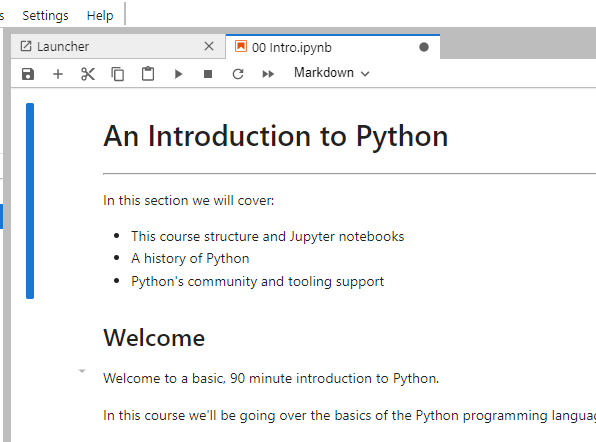 Settings Help
Launcher 00 Intro.ipynb
Markdown
An Introduction to Python
In this section we will cover:
This course structure and Jupyter notebooks
A history of Python
Python's community and tooling support
Welcome
Welcome to a basic, 90 minute introduction to Python.
In this course we'll be going over the basics of the Python programming